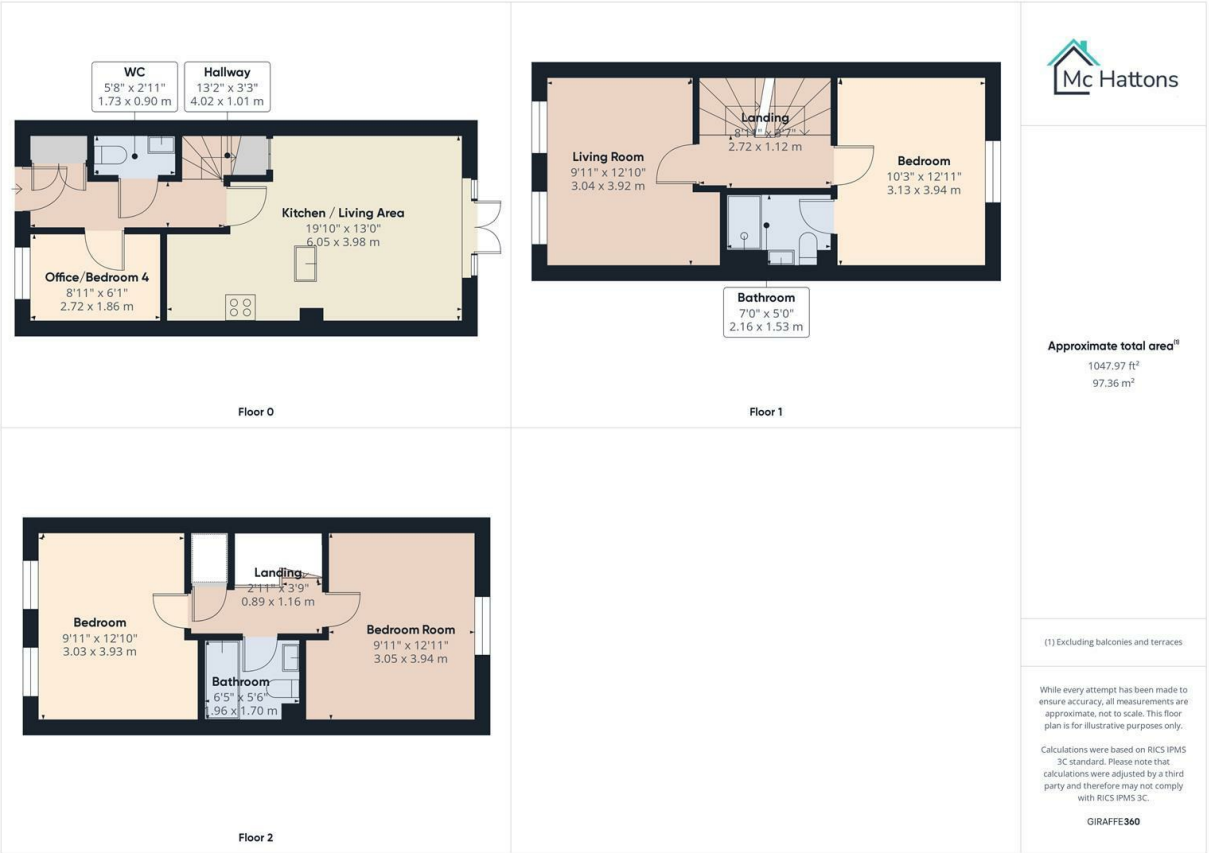 WC
5'8" x 2'11"
1.73 x 0.90 m
Hallway
13'2" x 3'3"
4.02 x 1.01 m
Kitchen / Living Area
19'10" x 13'0"
6.05 x 3.98 m
Office/Bedroom 4
8'11" x 6'1"
2.72 x 1.86 m
Floor 0
Living Room
9'11" x 12'10"
3.04 x 3.92 m
Landing
2.72 x 1.12 m
Bedroom
10'3" x 12'11"
3.13 x 3.94 m
Bathroom
7'0" x 5'0"
2.16 x 1.53 m
Floor 1
Mc Hattons
Approximate total area(1)
1047.97 ft²
97.36 m²
Bedroom
9'11" x 12'10"
3.03 x 3.93 m
Landing
2'11" x 3'9"
0.89 x 1.16 m
Bedroom Room
9'11" x 12'11"
3.05 x 3.94 m
Bathroom
6'5" x 5'6"
1.96 x 1.70 m
Floor 2
(1) Excluding balconies and terraces
While every attempt has been made to
ensure accuracy, all measurements are
approximate, not to scale. This floor
plan is for illustrative purposes only.
Calculations were based on RICS IPMS
3C standard. Please note that
calculations were adjusted by a third
party and therefore may not comply
with RICS IPMS 3C.
GIRAFFE360